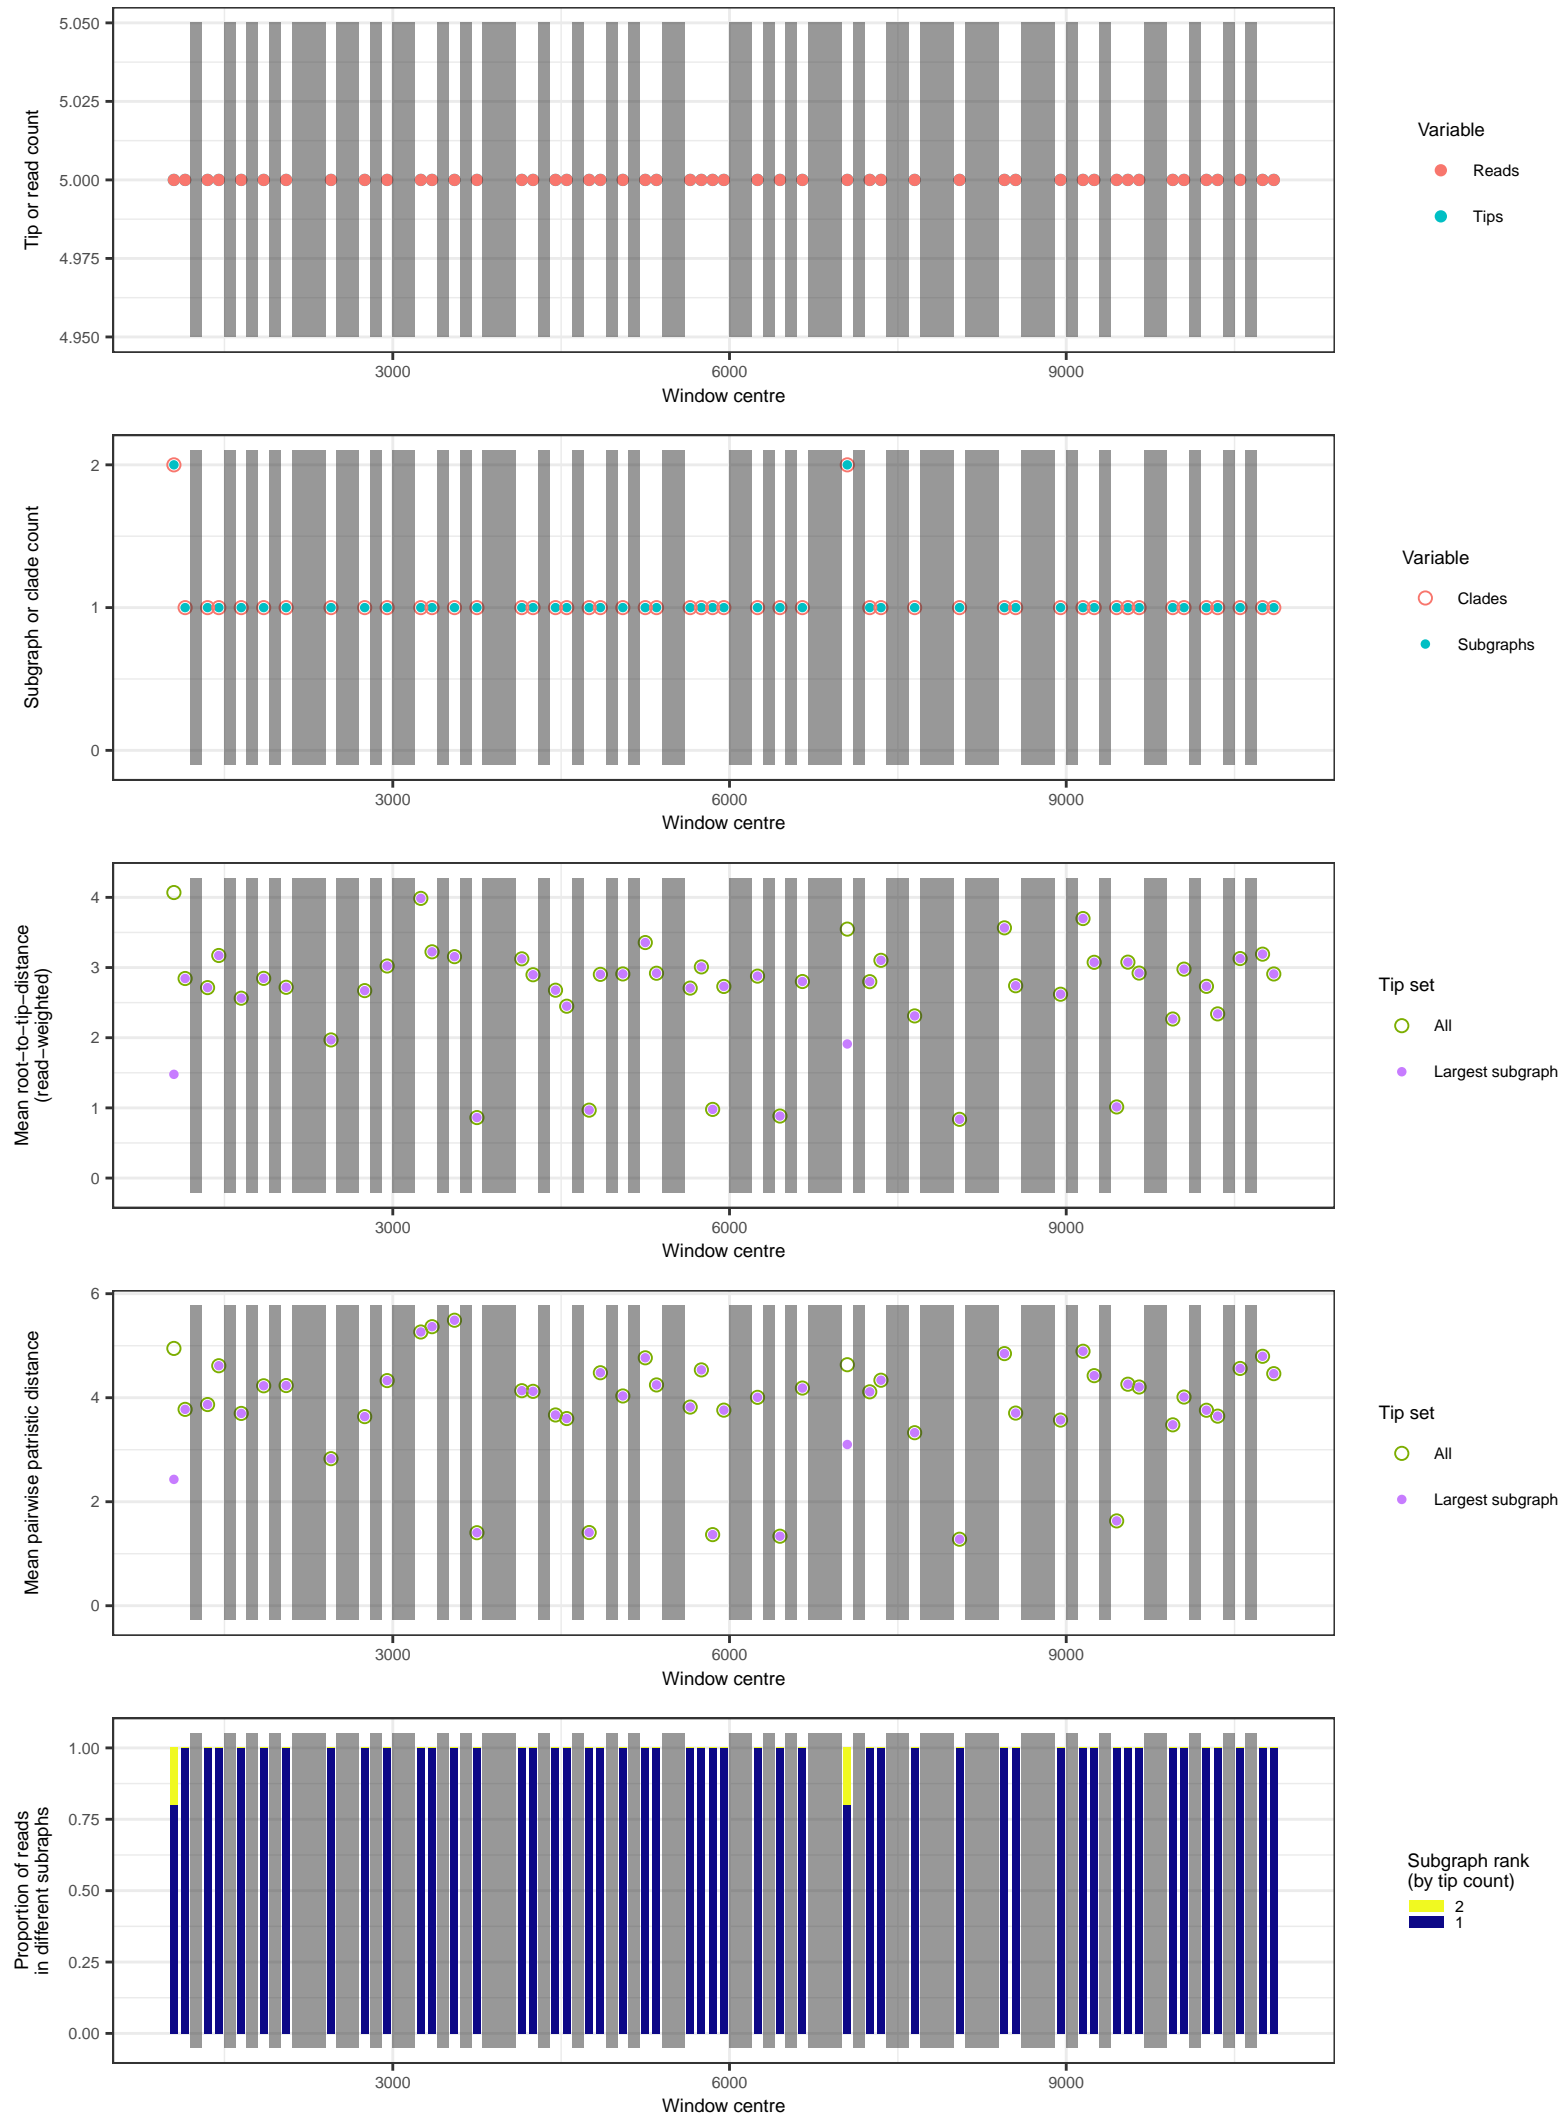 5.050
5.025
5.000
4.975
4.950
Tip or read count
3000 6000 9000
Window centre
Variable
Reads
Tips
2
1
0
Subgraph or clade count
3000 6000 9000
Window centre
Variable
Clades
Subgraphs
4
3
2
1
0
Mean root−to−tip−distance
(read−weighted)
3000 6000 9000
Window centre
Tip set
All
Largest subgraph
6
4
2
0
Mean pairwise patristic distance
3000 6000 9000
Window centre
Tip set
All
Largest subgraph
1.00
0.75
0.50
0.25
0.00
Proportion of reads
in different subraphs
3000 6000 9000
Window centre
Subgraph rank
(by tip count)
2
1